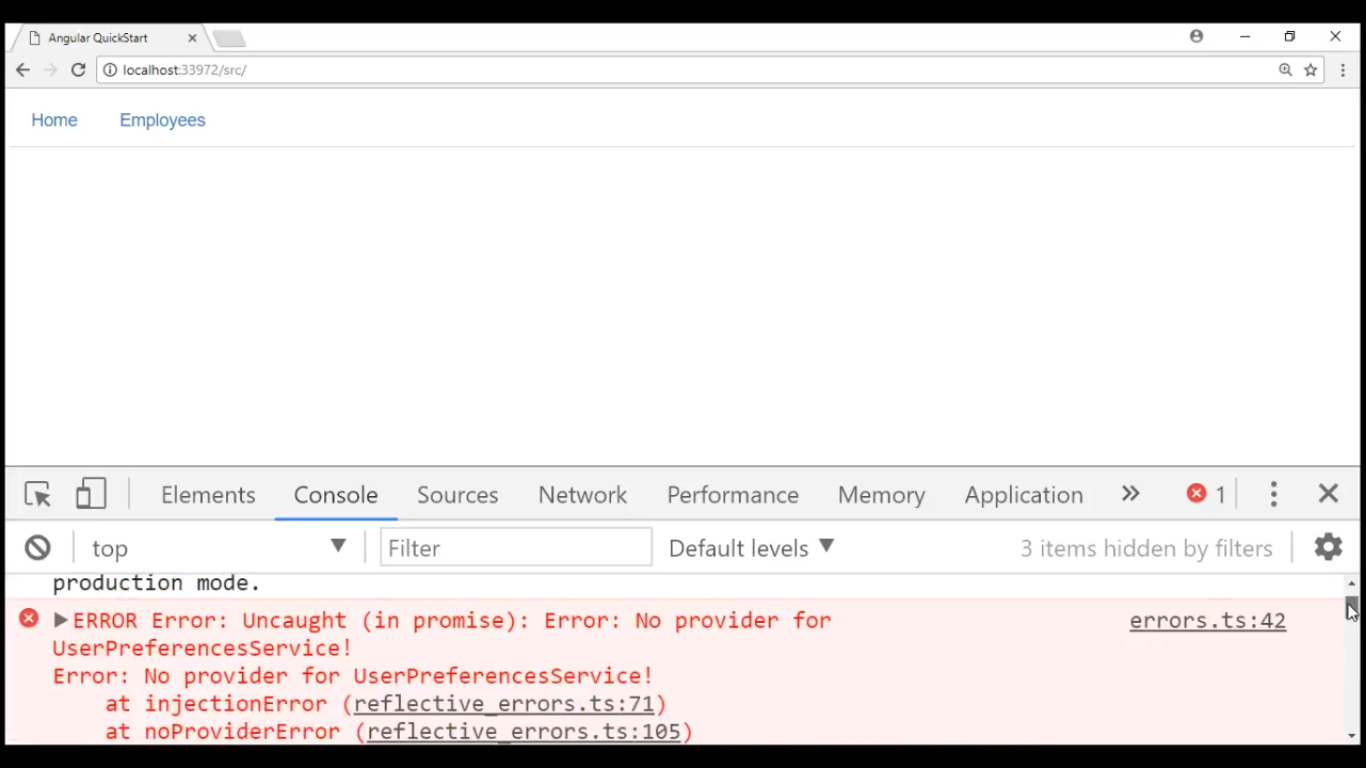 Angular QuickStart
localhost:33972/src/
Home Employees
Elements Console Sources Network Performance Memory Application » 1
top Filter Default levels 3 items hidden by filters
production mode.
ERROR Error: Uncaught (in promise): Error: No provider for errors.ts:42
UserPreferencesService!
Error: No provider for UserPreferencesService!
at injectionError (reflective_errors.ts:71)
at noProviderError (reflective_errors.ts:105)